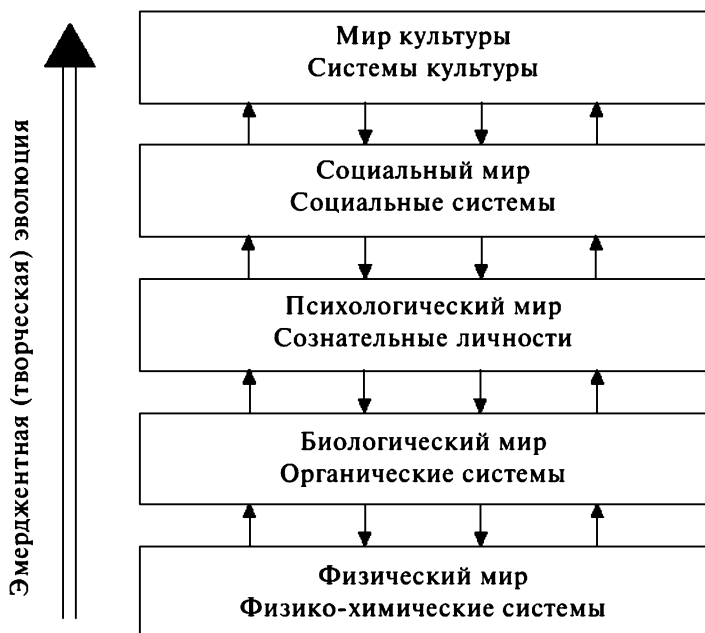 Эмерджентная (творческая) эволюция
Мир культуры
Системы культуры
Социальный мир
Социальные системы
Психологический мир
Сознательные личности
Биологический мир
Органические системы
Физический мир
Физико-химические системы